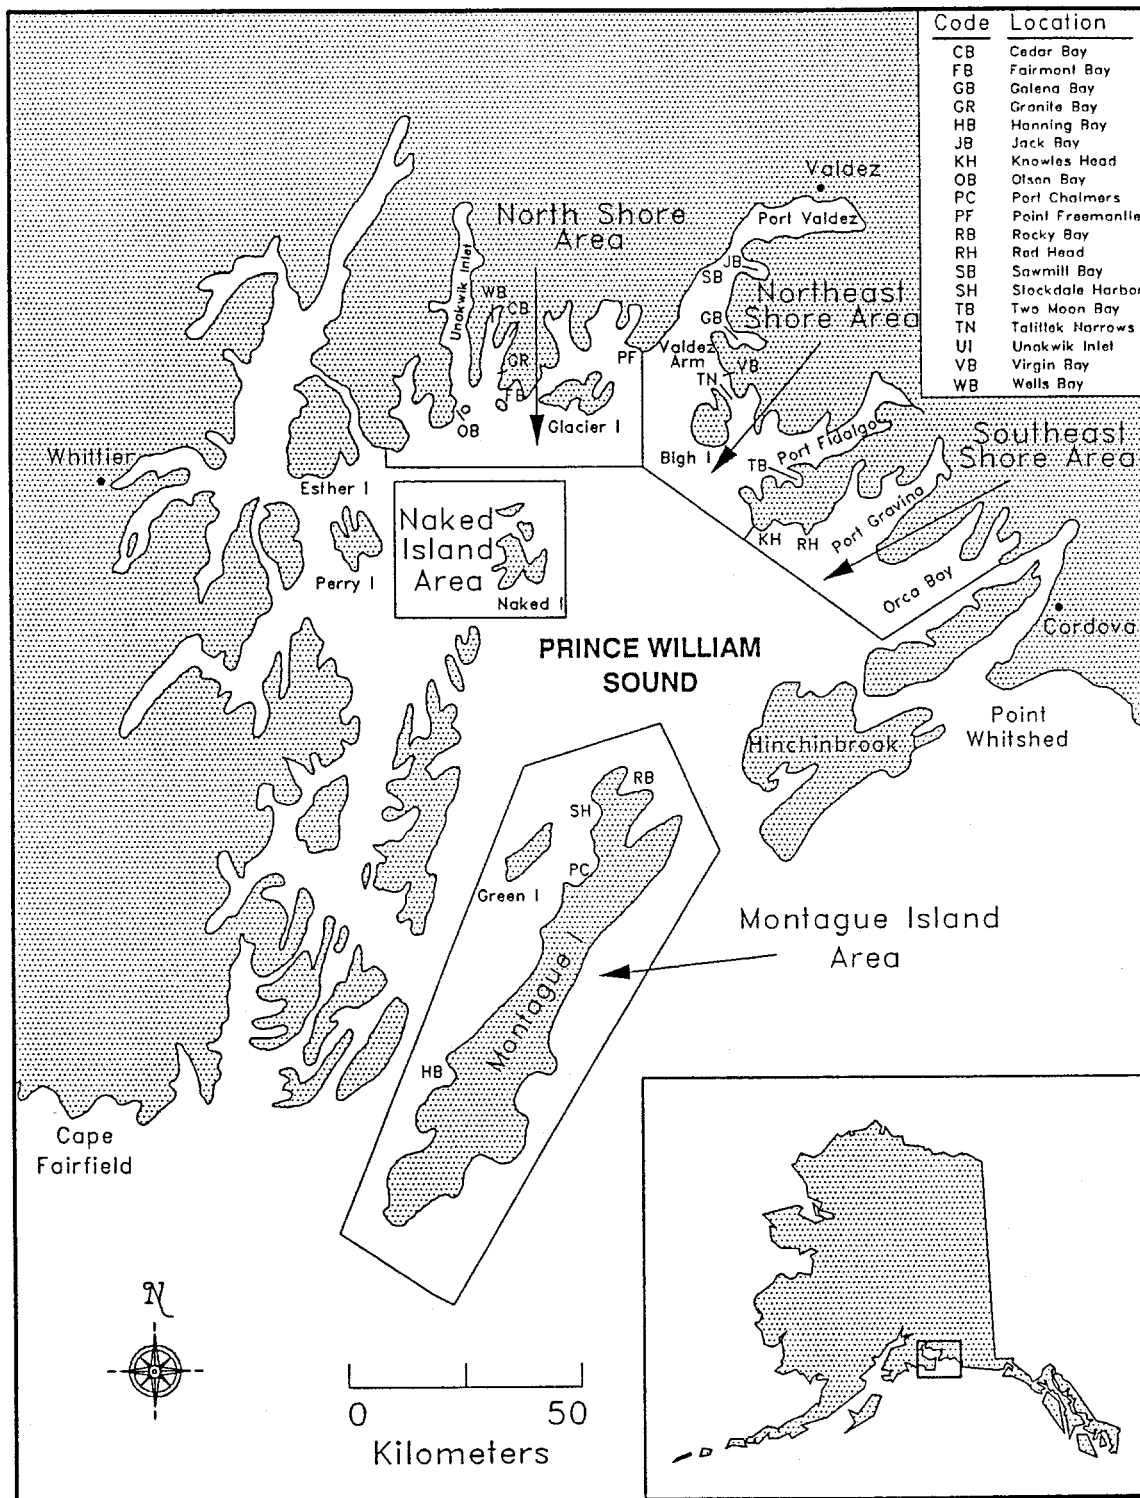 Code Location
CB Cedar Bay
FB Fairmont Bay
GB Galena Bay
GR Granite Bay
HB Hanning Bay
JB Jack Bay
KH Knowles Head
OB Olsen Bay
PC Port Chalmers
PF Point Freemantle
RB Rocky Bay
RH Red Head
SB Sawmill Bay
SH Stockdale Harbor
TB Two Moon Bay
TN Tatitlek Narrows
UI Unakwik Inlet
VB Virgin Bay
WB Wells Bay
Valdez
Port Valdez
North Shore
Area
Unakwik Inlet
JB
SB
WB
CB
Northeast
Shore Area
GB
GR
PF
Valdez
Arm
VB
TN
FB
OB
Glacier I
Bligh I
TB
Port Fidalgo
Southeast
Shore Area
Whittier
Esther I
Naked
Island
Area
Naked I
Perry I
KH
RH
Port Gravina
Orca Bay
Cordova
PRINCE WILLIAM
SOUND
Point
Whitshed
Hinchinbrook
RB
SH
PC
Green I
Montague Island
Area
Montague I
HB
Cape
Fairfield
N
0 50
Kilometers